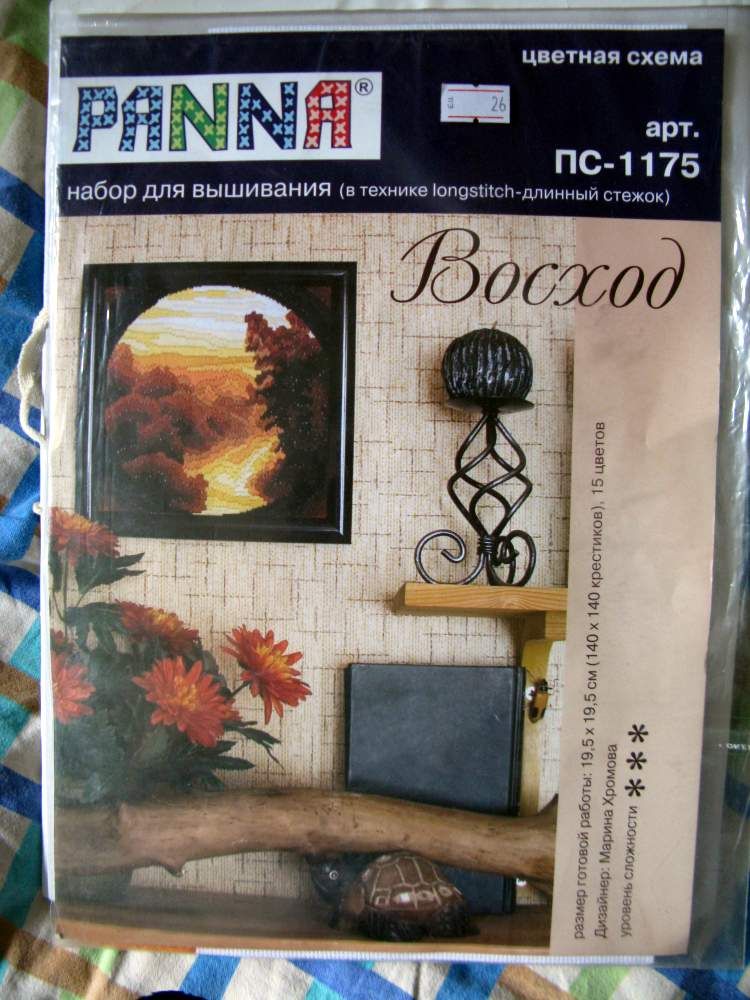 цветная схема
PANNA®
26
арт.
ПС-1175
набор для вышивания (в технике longstitch-длинный стежок)
Восход
размер готовой работы: 19,5 x 19,5 см (140 x 140 крестиков), 15 цветов
Дизайнер: Марина Хромова
уровень сложности ***